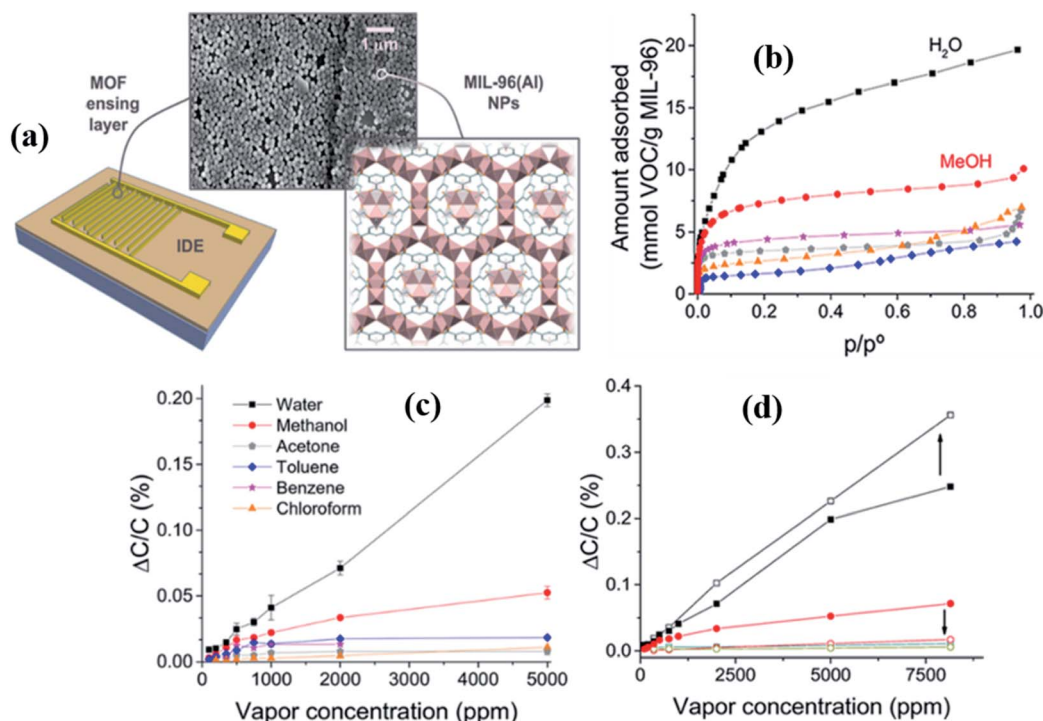 (a)
MOF
ensing
layer
1 μm
MIL-96(Al)
NPs
IDE
(b)
Amount adsorbed
(mmol VOC/g MIL-96)
20
15
10
5
0
H₂O
MeOH
0.0 0.2 0.4 0.6 0.8 1.0
p/pº
(c)
ΔC/C (%)
0.20
0.15
0.10
0.05
0.00
Water
Methanol
Acetone
Toluene
Benzene
Chloroform
0 1000 2000 3000 4000 5000
Vapor concentration (ppm)
(d)
ΔC/C (%)
0.4
0.3
0.2
0.1
0.0
0 2500 5000 7500
Vapor concentration (ppm)